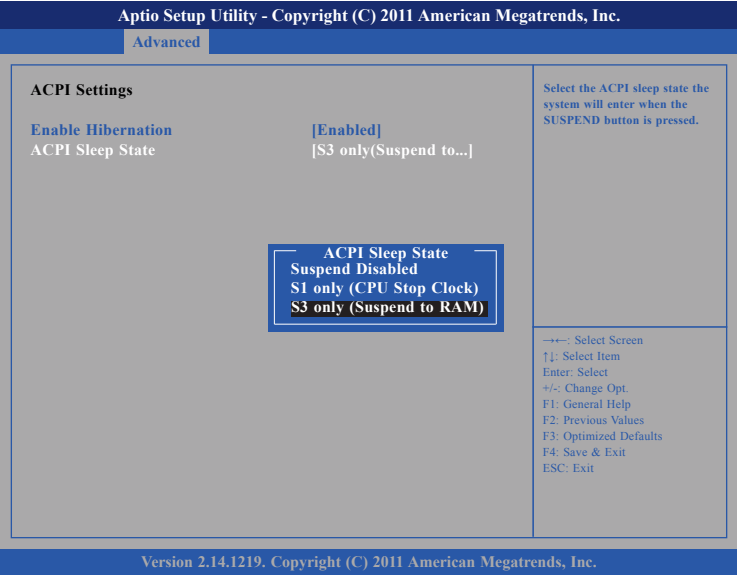 Aptio Setup Utility - Copyright (C) 2011 American Megatrends, Inc.
Advanced
ACPI Settings
Enable Hibernation [Enabled]
ACPI Sleep State [S3 only(Suspend to...]
ACPI Sleep State
Suspend Disabled
S1 only (CPU Stop Clock)
S3 only (Suspend to RAM)
Select the ACPI sleep state the
system will enter when the
SUSPEND button is pressed.
→←: Select Screen
↑↓: Select Item
Enter: Select
+/-: Change Opt.
F1: General Help
F2: Previous Values
F3: Optimized Defaults
F4: Save & Exit
ESC: Exit
Version 2.14.1219. Copyright (C) 2011 American Megatrends, Inc.